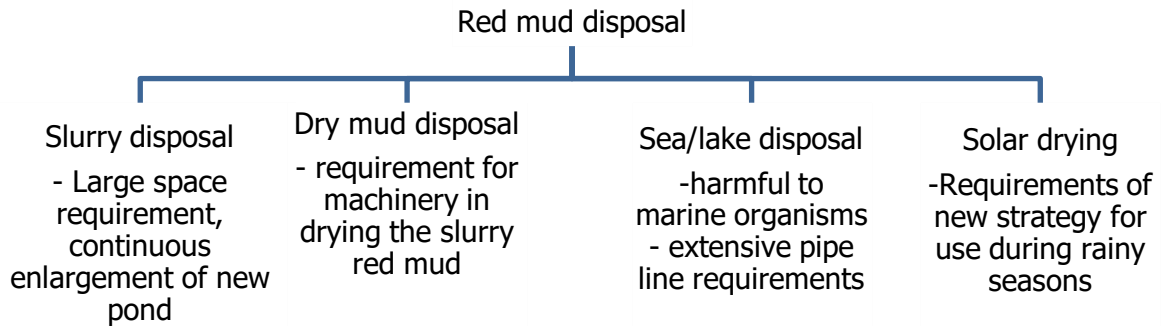 Red mud disposal
Slurry disposal
- Large space
requirement,
continuous
enlargement of new
pond
Dry mud disposal
- requirement for
machinery in
drying the slurry
red mud
Sea/lake disposal
-harmful to
marine organisms
- extensive pipe
line requirements
Solar drying
-Requirements of
new strategy for
use during rainy
seasons